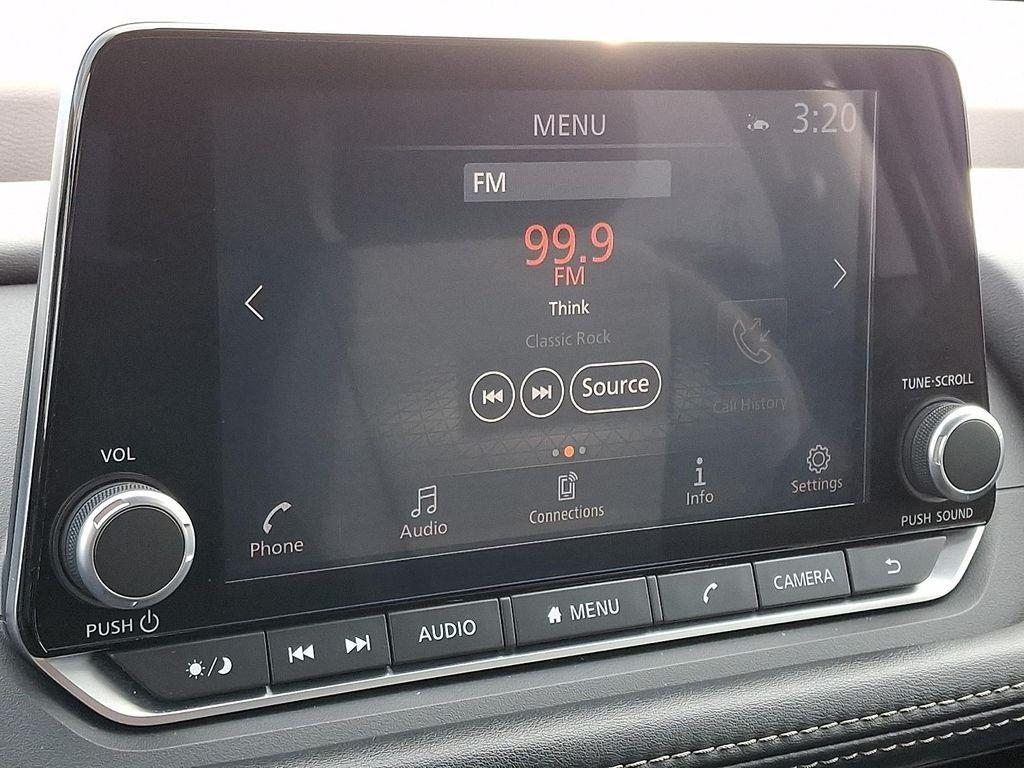 MENU
3:20
FM
99.9
FM
Think
Classic Rock
Source
Call History
Phone
Audio
Connections
Info
Settings
VOL
PUSH
TUNE·SCROLL
PUSH SOUND
AUDIO
MENU
CAMERA